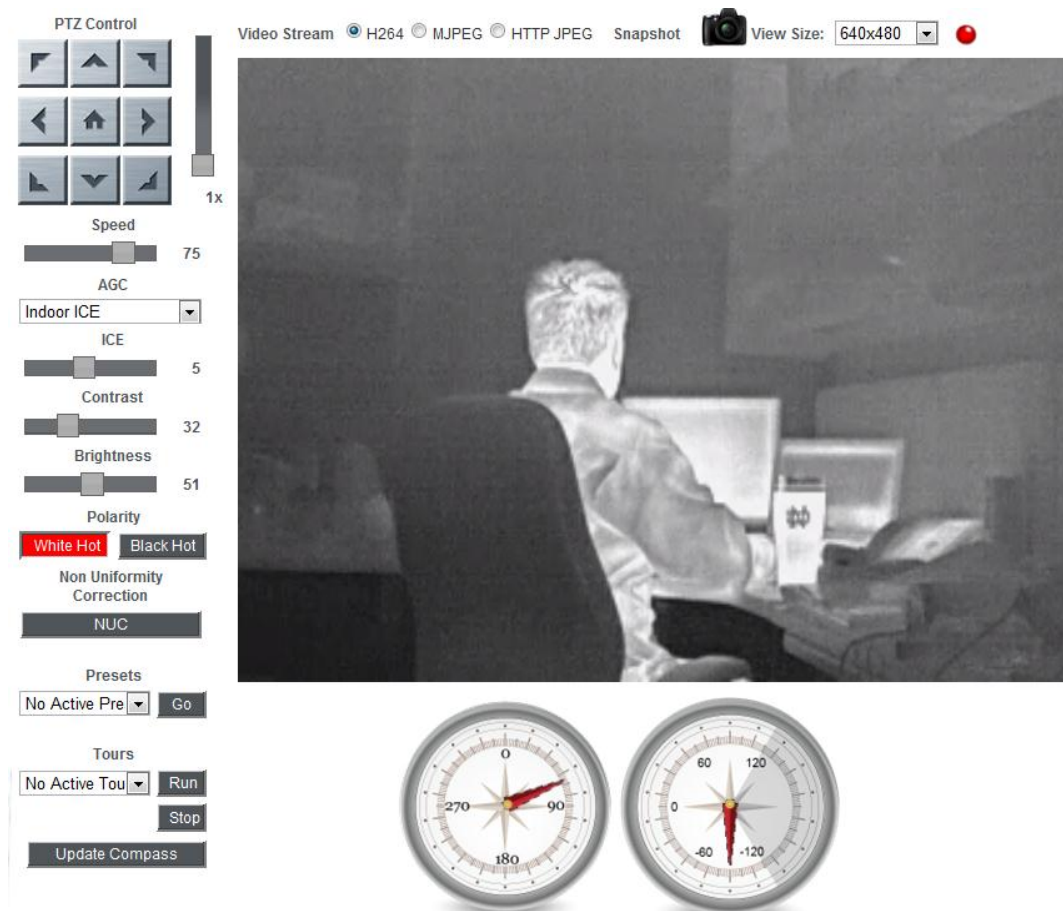 PTZ Control
1x
Speed
75
AGC
Indoor ICE
ICE
5
Contrast
32
Brightness
51
Polarity
White Hot Black Hot
Non Uniformity
Correction
NUC
Presets
No Active Pre Go
Tours
No Active Tou Run
Stop
Update Compass
Video Stream H264 MJPEG HTTP JPEG Snapshot View Size: 640x480
0
270 90
180
60 120
0
-60 -120